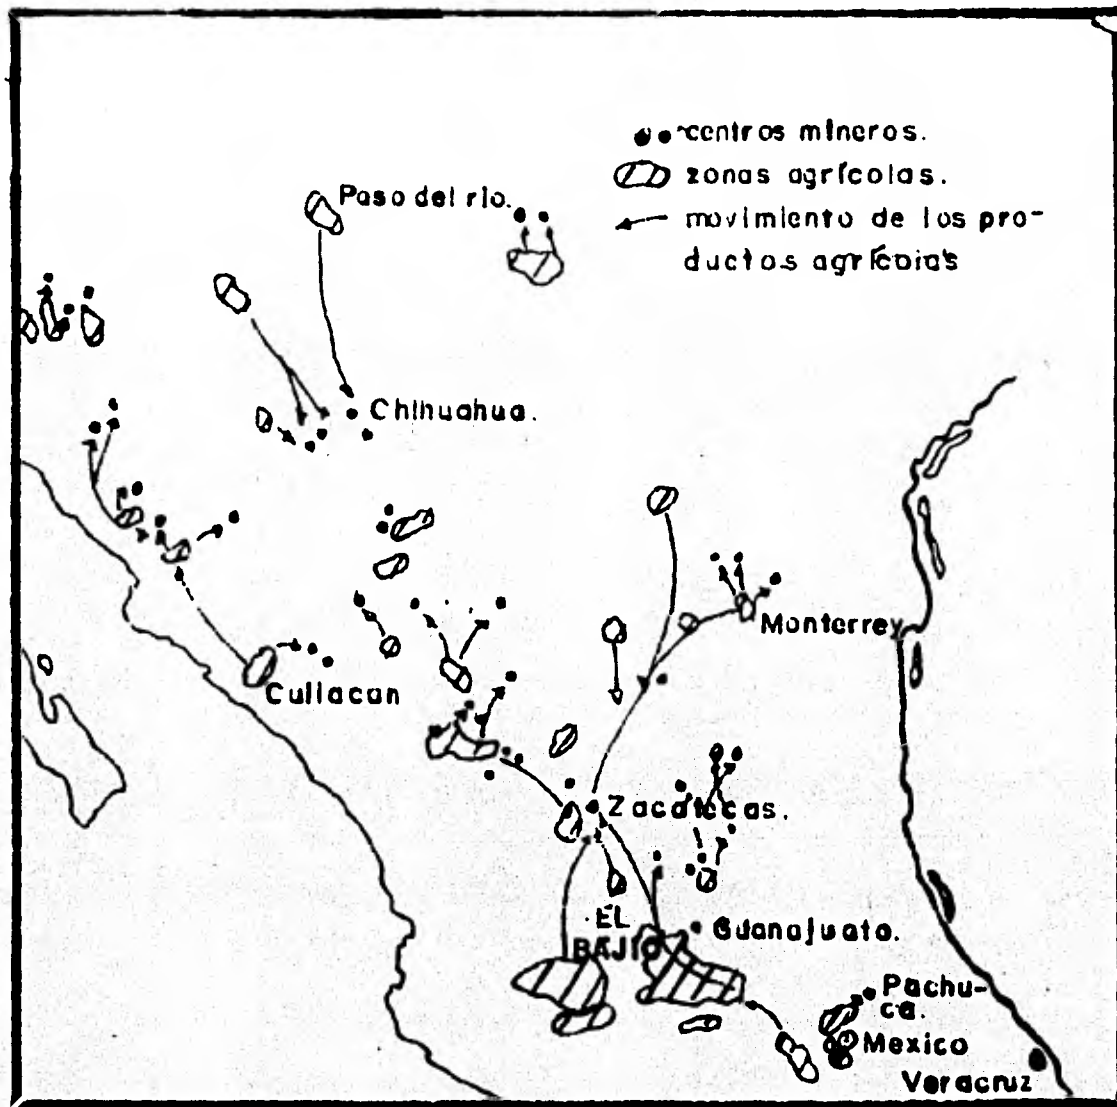 centros mineros.
zonas agrícolas.
movimiento de los pro-
ductos agrícolas
Paso del río.
Chihuahua.
Monterrey
Culiacan
Zacatecas.
EL
BAJIO
Guanajuato.
Pachu-
ca.
Mexico
Veracruz